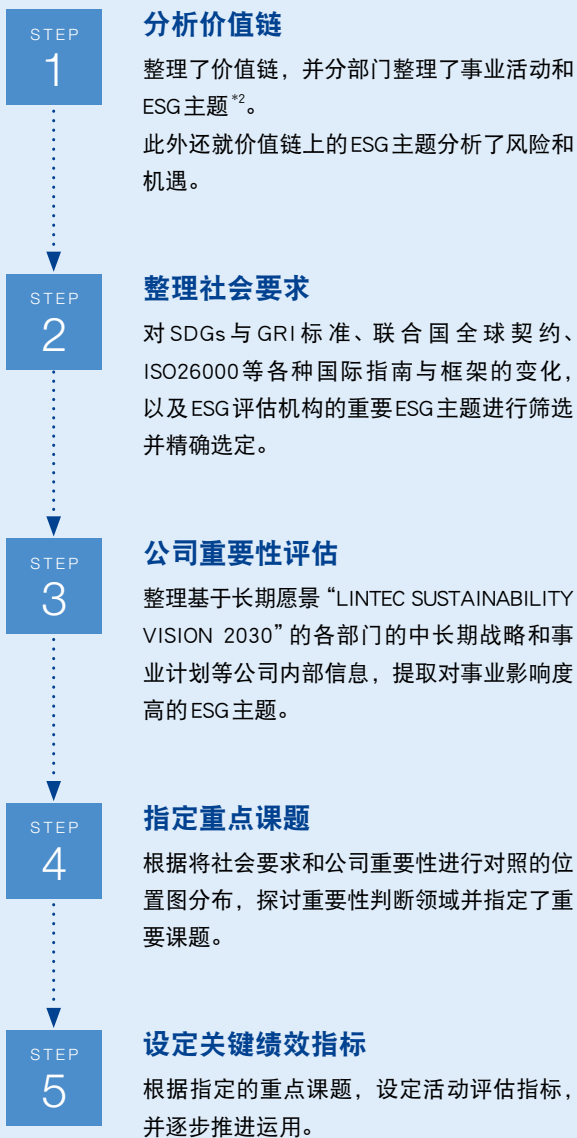 STEP
1
分析价值链
整理了价值链，并分部门整理了事业活动和
ESG主题*2。
此外还就价值链上的ESG主题分析了风险和
机遇。
STEP
2
整理社会要求
对SDGs与GRI标准、联合国全球契约、
ISO26000等各种国际指南与框架的变化，
以及ESG评估机构的重要ESG主题进行筛选
并精确选定。
STEP
3
公司重要性评估
整理基于长期愿景“LINTEC SUSTAINABILITY
VISION 2030”的各部门的中长期战略和事
业计划等公司内部信息，提取对事业影响度
高的ESG主题。
STEP
4
指定重点课题
根据将社会要求和公司重要性进行对照的位
置图分布，探讨重要性判断领域并指定了重
要课题。
STEP
5
设定关键绩效指标
根据指定的重点课题，设定活动评估指标，
并逐步推进运用。